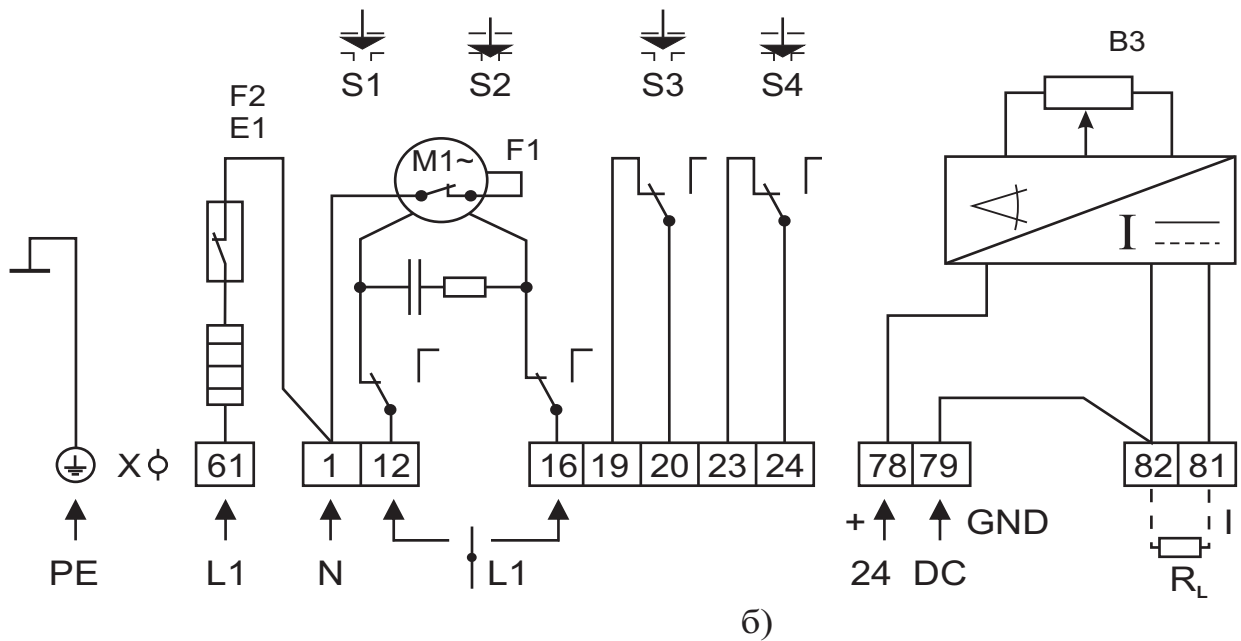 S1 S2 S3 S4
B3
F2
E1
M1~ F1
I
X 61 1 12 16 19 20 23 24 78 79 82 81
+ GND I
PE L1 N L1 24 DC RL
б)